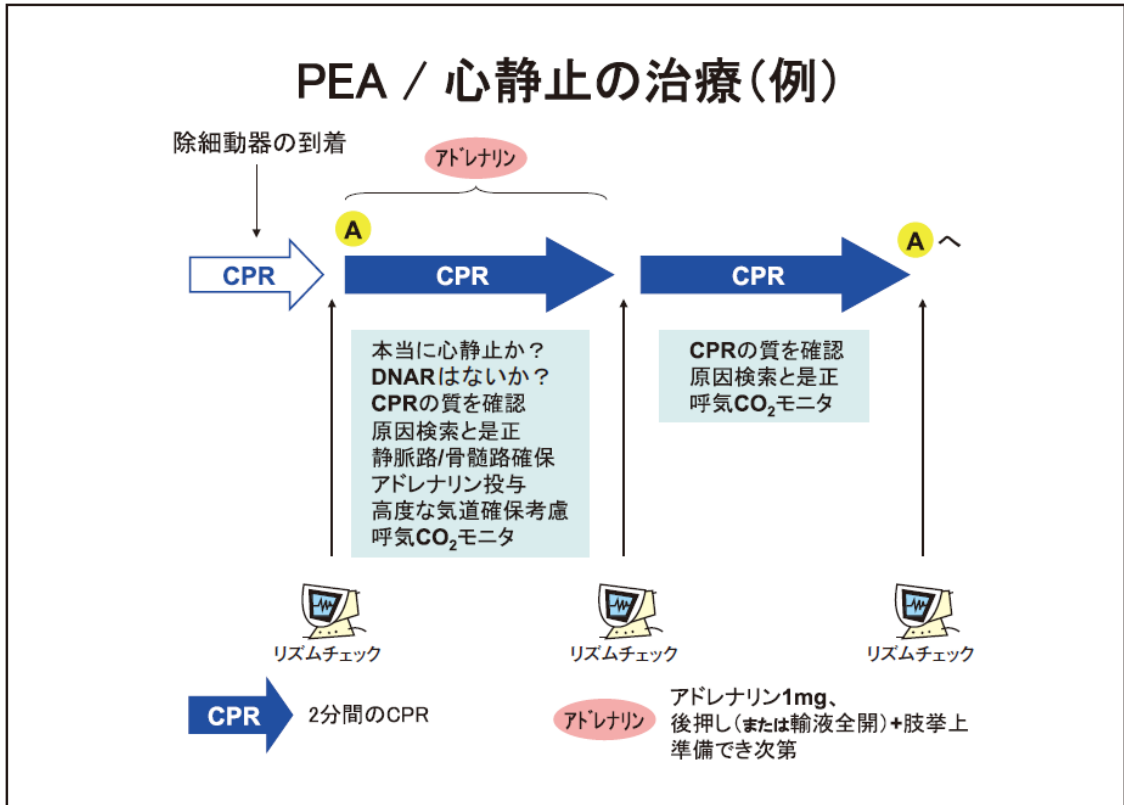 PEA / 心静止の治療(例)
除細動器の到着
アドレナリン
A
A へ
CPR
CPR
CPR
本当に心静止か？
DNARはないか？
CPRの質を確認
原因検索と是正
静脈路/骨髄路確保
アドレナリン投与
高度な気道確保考慮
呼気CO₂モニタ
CPRの質を確認
原因検索と是正
呼気CO₂モニタ
リズムチェック
リズムチェック
リズムチェック
CPR
2分間のCPR
アドレナリン
アドレナリン1mg、
後押し(または輸液全開)+肢挙上
準備でき次第